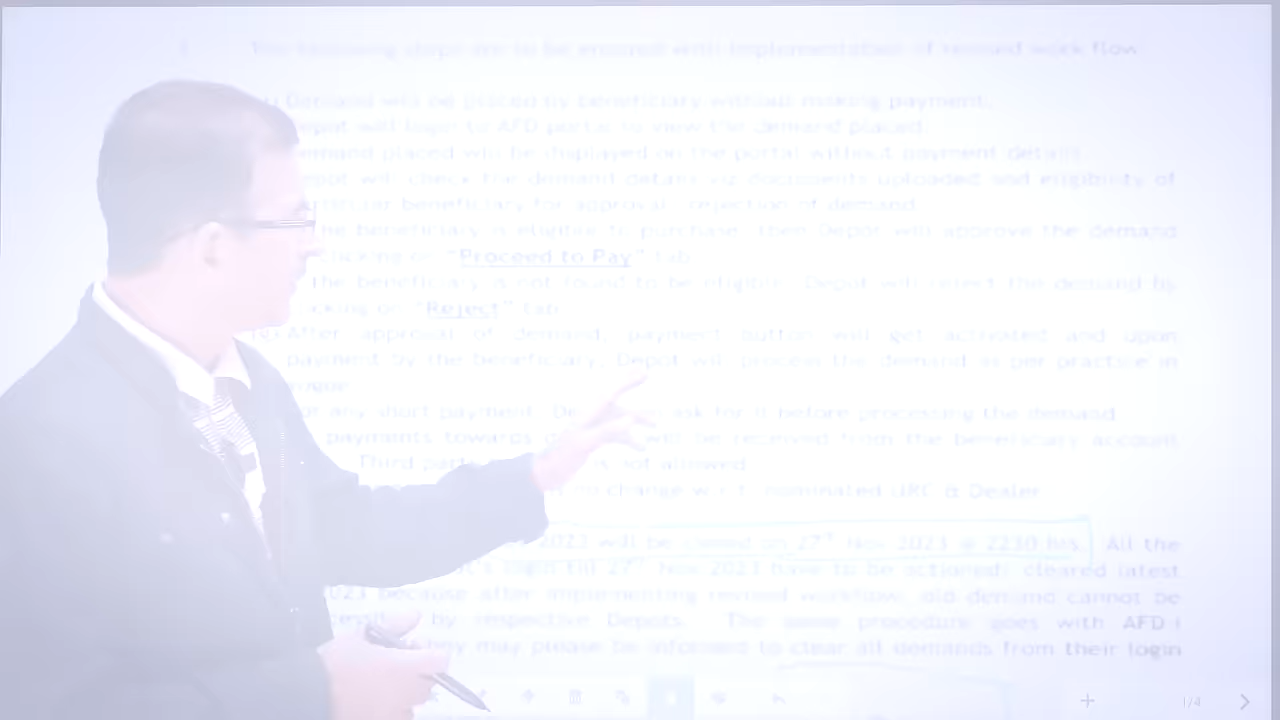 The following steps are to be ensured with implementation of revised work flow
Demand will be placed by beneficiary without making payment.
Depot will login to AFD portal to view the demand placed.
demand placed will be displayed on the portal without payment details
Depot will check the demand details viz documents uploaded and eligibility of
particular beneficiary for approval/ rejection of demand
the beneficiary is eligible to purchase, then Depot will approve the demand
clicking on "Proceed to Pay" tab
the beneficiary is not found to be eligible, Depot will reject the demand by
on "Reject" tab
After approval of demand, payment button will get activated and upon
payment by the beneficiary, Depot will process the demand as per practice in
vogue
any short payment, ask for it before processing the demand
payments towards will be received from the beneficiary account
Third party is not allowed
no change w.r.t. nominated URC & Dealer
2023 will be closed on 27th Nov 2023 @ 2230 hrs. All the
login till 27th Nov 2023 have to be actioned/ cleared latest
2023 because after implementing revised workflow, old demand cannot be
by respective Depots. The same procedure goes with AFD-I
they may please be informed to clear all demands from their login
1/4